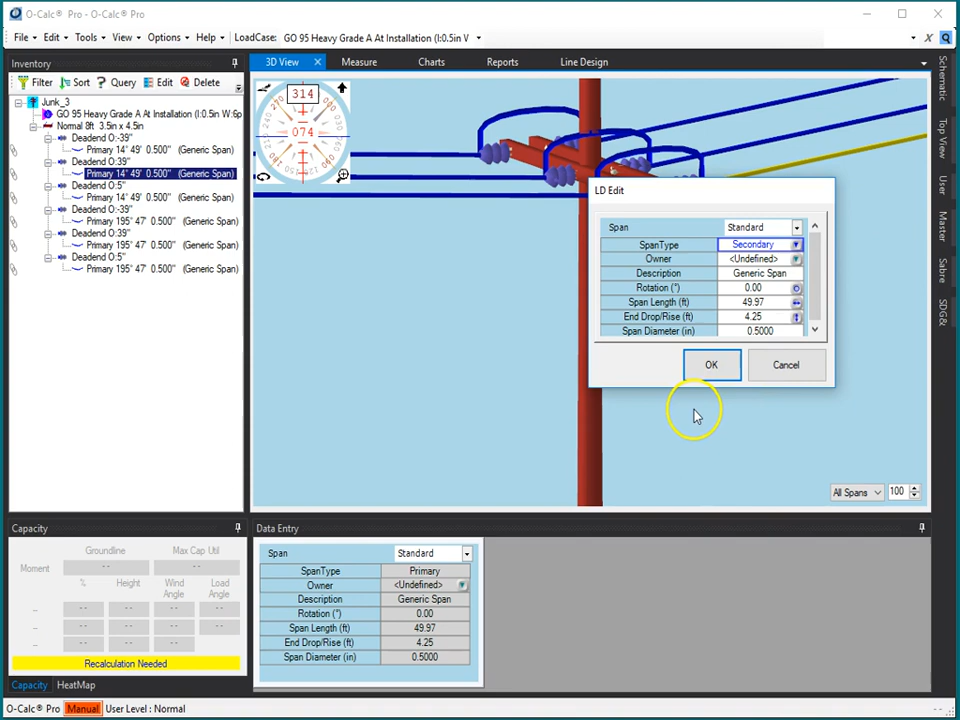 O-Calc® Pro - O-Calc® Pro
File Edit Tools View Options Help LoadCase: GO 95 Heavy Grade A At Installation (I:0.5in V
Inventory
Filter Sort Query Edit Delete
Junk_3
GO 95 Heavy Grade A At Installation (I:0.5in W:6p
Normal 8ft 3.5in x 4.5in
Deadend O:-39"
Primary 14° 49' 0.500" (Generic Span)
Deadend O:39"
Primary 14° 49' 0.500" (Generic Span)
Deadend O:5"
Primary 14° 49' 0.500" (Generic Span)
Deadend O:-39"
Primary 195° 47' 0.500" (Generic Span)
Deadend O:39"
Primary 195° 47' 0.500" (Generic Span)
Deadend O:5"
Primary 195° 47' 0.500" (Generic Span)
3D View Measure Charts Reports Line Design
314
074
LD Edit
Span Standard
SpanType Secondary
Owner <Undefined>
Description Generic Span
Rotation (°) 0.00
Span Length (ft) 49.97
End Drop/Rise (ft) 4.25
Span Diameter (in) 0.5000
OK Cancel
All Spans 100
Schematic
Top View
User
Master
Sabre
SDG&
Capacity
Groundline Max Cap Util
Moment -- --
% Height Wind Angle Load Angle
-- -- -- -- --
-- -- -- -- --
-- -- -- --
Recalculation Needed
Capacity HeatMap
Data Entry
Span Standard
SpanType Primary
Owner <Undefined>
Description Generic Span
Rotation (°) 0.00
Span Length (ft) 49.97
End Drop/Rise (ft) 4.25
Span Diameter (in) 0.5000
O-Calc® Pro Manual User Level : Normal --